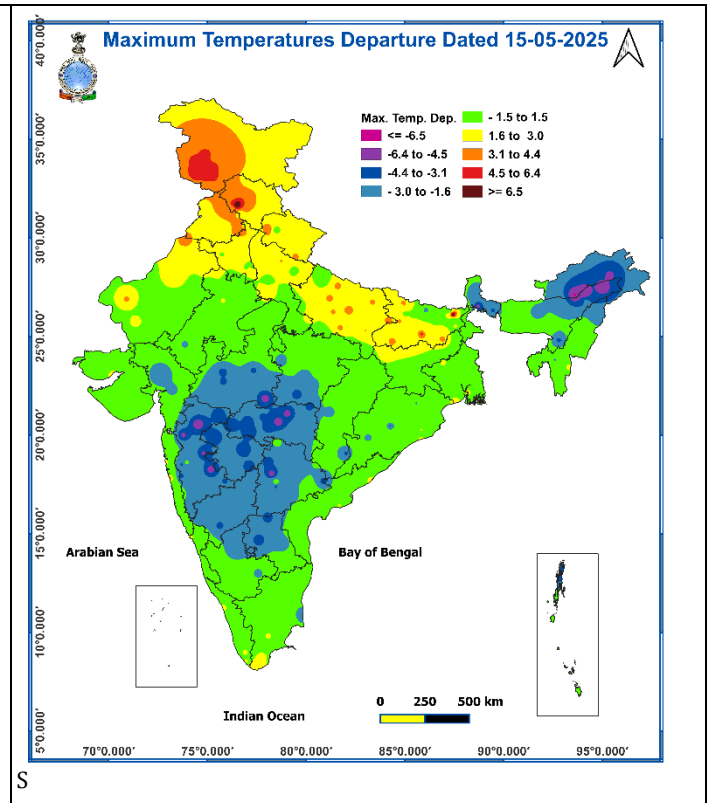 Maximum Temperatures Departure Dated 15-05-2025
Max. Temp. Dep.
<= -6.5
-6.4 to -4.5
-4.4 to -3.1
- 3.0 to -1.6
- 1.5 to 1.5
1.6 to 3.0
3.1 to 4.4
4.5 to 6.4
>= 6.5
40°0.000'
35°0.000'
30°0.000'
25°0.000'
20°0.000'
15°0.000'
10°0.000'
5°0.000'
Arabian Sea
Bay of Bengal
Indian Ocean
0 250 500 km
70°0.000' 75°0.000' 80°0.000' 85°0.000' 90°0.000' 95°0.000'
S